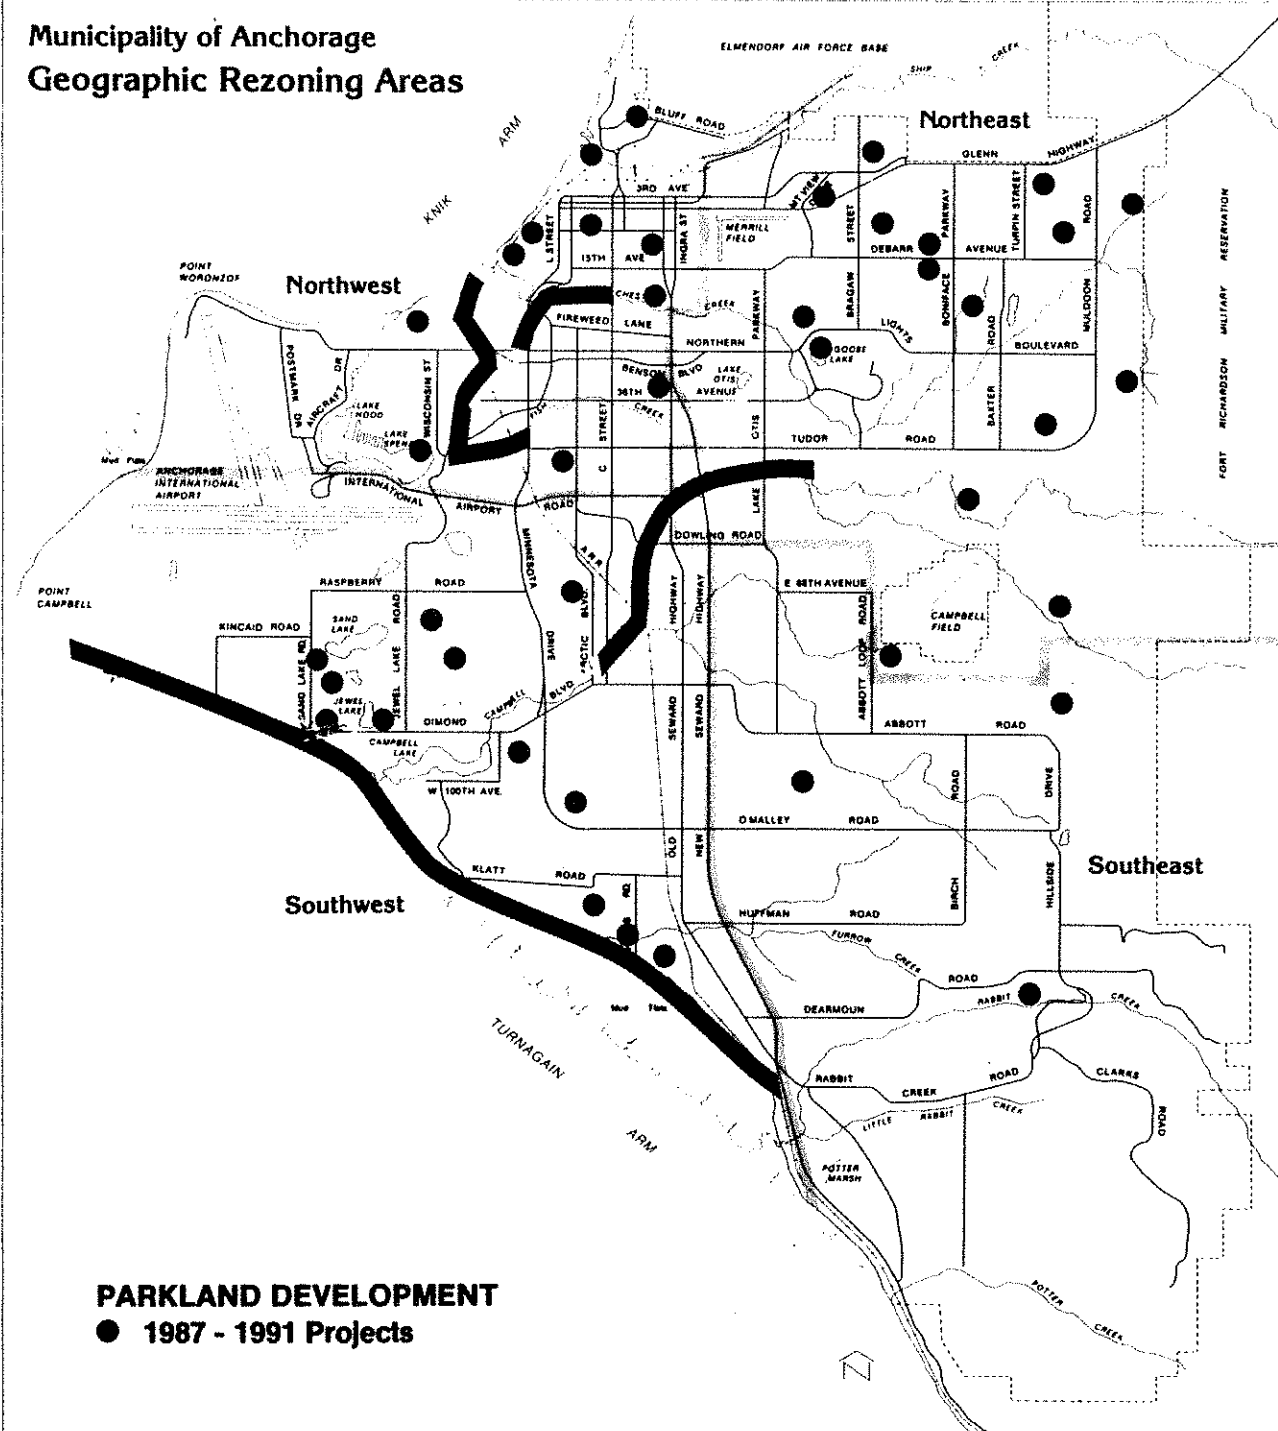 Municipality of Anchorage
Geographic Rezoning Areas
ELMENDORF AIR FORCE BASE
SHIP
CREEK
BLUFF ROAD
Northeast
GLENN
HIGHWAY
KNIK
ARM
3RD AVE
MT VIEW
L STREET
INGRA ST
MERRILL
FIELD
STREET
BRAGAW
DEBARR
AVENUE
PARKWAY
BONIFACE
TURPIN STREET
ROAD
MULDOON
FORT RICHARDSON MILITARY RESERVATION
15TH AVE
POINT
WORONZOF
Northwest
CREEK
FIREWEED LANE
NORTHERN
LIGHTS
BOULEVARD
PARKWAY
GOOSE
LAKE
ROAD
BAXTER
POSTMARK DR
AIRCRAFT DR
WISCONSIN ST
LAKE
HOOD
LAKE
BENSON BLVD
LAKE
OTIS
36TH
AVENUE
FISH
CREEK
C STREET
OTIS
LAKE
TUDOR
ROAD
ANCHORAGE
INTERNATIONAL
AIRPORT
INTERNATIONAL
AIRPORT
ROAD
DOWLING ROAD
MINNESOTA
DRIVE
ARR
POINT
CAMPBELL
RASPBERRY
ROAD
E 68TH AVENUE
KINCAID ROAD
SAND
LAKE
SAND LAKE RD.
JEWEL LAKE ROAD
ARCTIC BLVD.
HIGHWAY
HIGHWAY
ABBOTT LOOP ROAD
CAMPBELL
FIELD
JEWEL
LAKE
DIMOND
BLVD
CAMPBELL
CAMPBELL
LAKE
SEWARD
SEWARD
ABBOTT
ROAD
W 100TH AVE.
ROAD
DRIVE
O MALLEY
ROAD
OLD
NEW
KLATT
ROAD
RD.
BIRCH
HILLSIDE
Southeast
Southwest
HUFFMAN
ROAD
FURROW
CREEK
ROAD
RABBIT
CREEK
DEARMOUN
TURNAGAIN
ARM
RABBIT
CREEK
ROAD
CLARKS
ROAD
LITTLE
RABBIT
CREEK
POTTER
MARSH
POTTER
CREEK
PARKLAND DEVELOPMENT
1987 - 1991 Projects